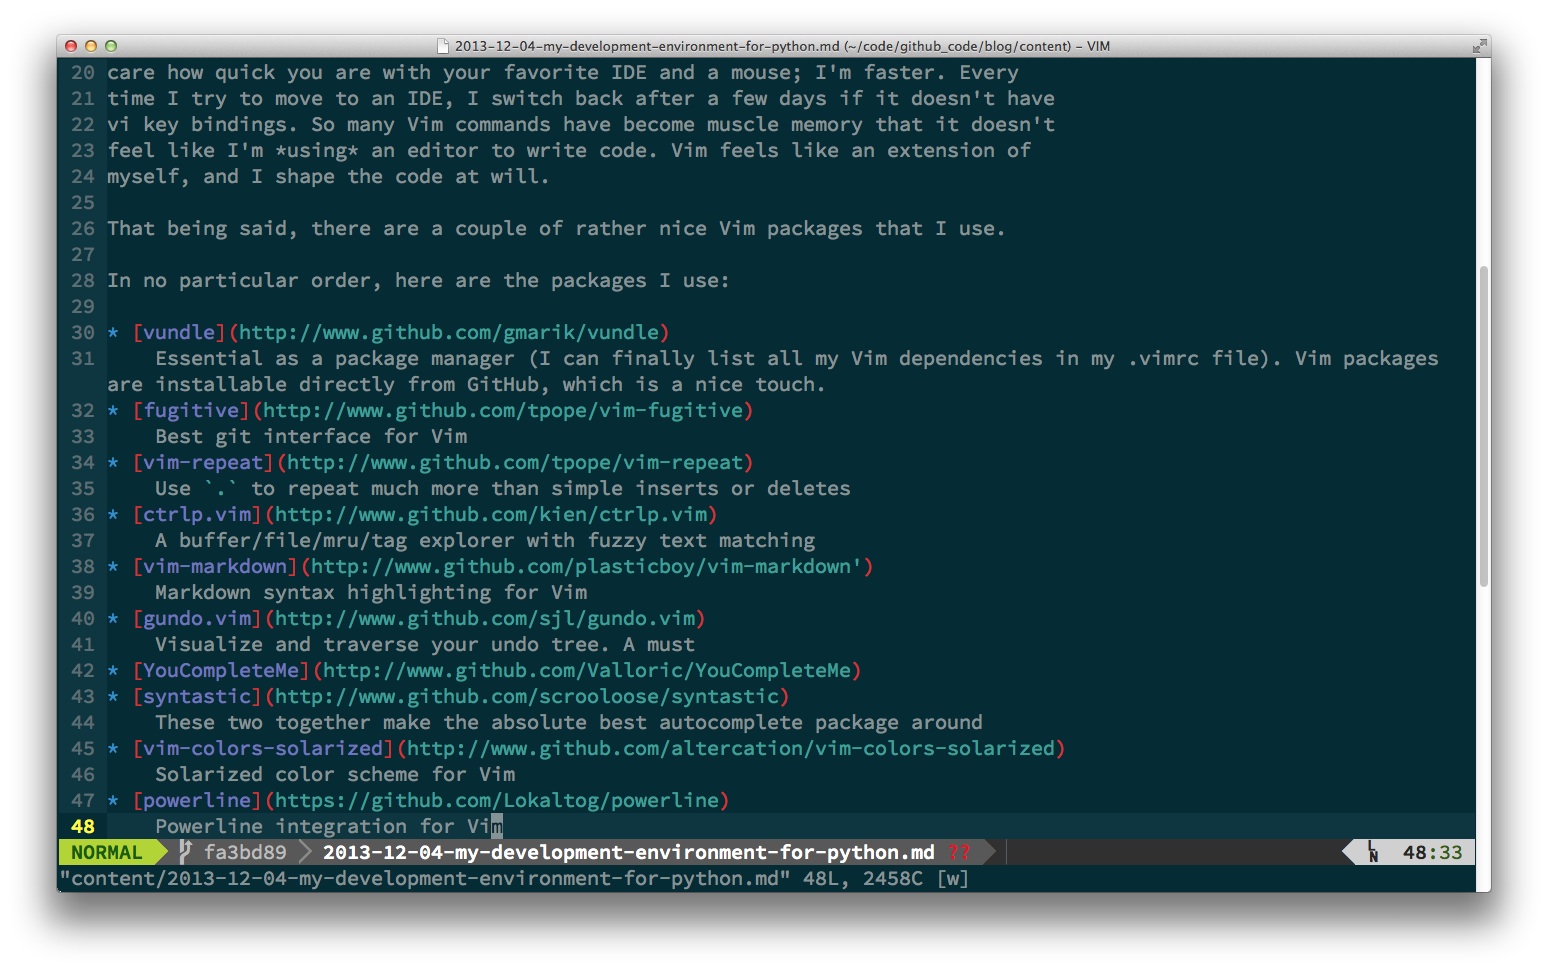 2013-12-04-my-development-environment-for-python.md (~/code/github_code/blog/content) – VIM
20 care how quick you are with your favorite IDE and a mouse; I'm faster. Every
21 time I try to move to an IDE, I switch back after a few days if it doesn't have
22 vi key bindings. So many Vim commands have become muscle memory that it doesn't
23 feel like I'm *using* an editor to write code. Vim feels like an extension of
24 myself, and I shape the code at will.
25
26 That being said, there are a couple of rather nice Vim packages that I use.
27
28 In no particular order, here are the packages I use:
29
30 * [vundle](http://www.github.com/gmarik/vundle)
31     Essential as a package manager (I can finally list all my Vim dependencies in my .vimrc file). Vim packages
are installable directly from GitHub, which is a nice touch.
32 * [fugitive](http://www.github.com/tpope/vim-fugitive)
33     Best git interface for Vim
34 * [vim-repeat](http://www.github.com/tpope/vim-repeat)
35     Use `.` to repeat much more than simple inserts or deletes
36 * [ctrlp.vim](http://www.github.com/kien/ctrlp.vim)
37     A buffer/file/mru/tag explorer with fuzzy text matching
38 * [vim-markdown](http://www.github.com/plasticboy/vim-markdown')
39     Markdown syntax highlighting for Vim
40 * [gundo.vim](http://www.github.com/sjl/gundo.vim)
41     Visualize and traverse your undo tree. A must
42 * [YouCompleteMe](http://www.github.com/Valloric/YouCompleteMe)
43 * [syntastic](http://www.github.com/scrooloose/syntastic)
44     These two together make the absolute best autocomplete package around
45 * [vim-colors-solarized](http://www.github.com/altercation/vim-colors-solarized)
46     Solarized color scheme for Vim
47 * [powerline](https://github.com/Lokaltog/powerline)
48     Powerline integration for Vim
NORMAL fa3bd89 2013-12-04-my-development-environment-for-python.md ?? LN 48:33
"content/2013-12-04-my-development-environment-for-python.md" 48L, 2458C [w]